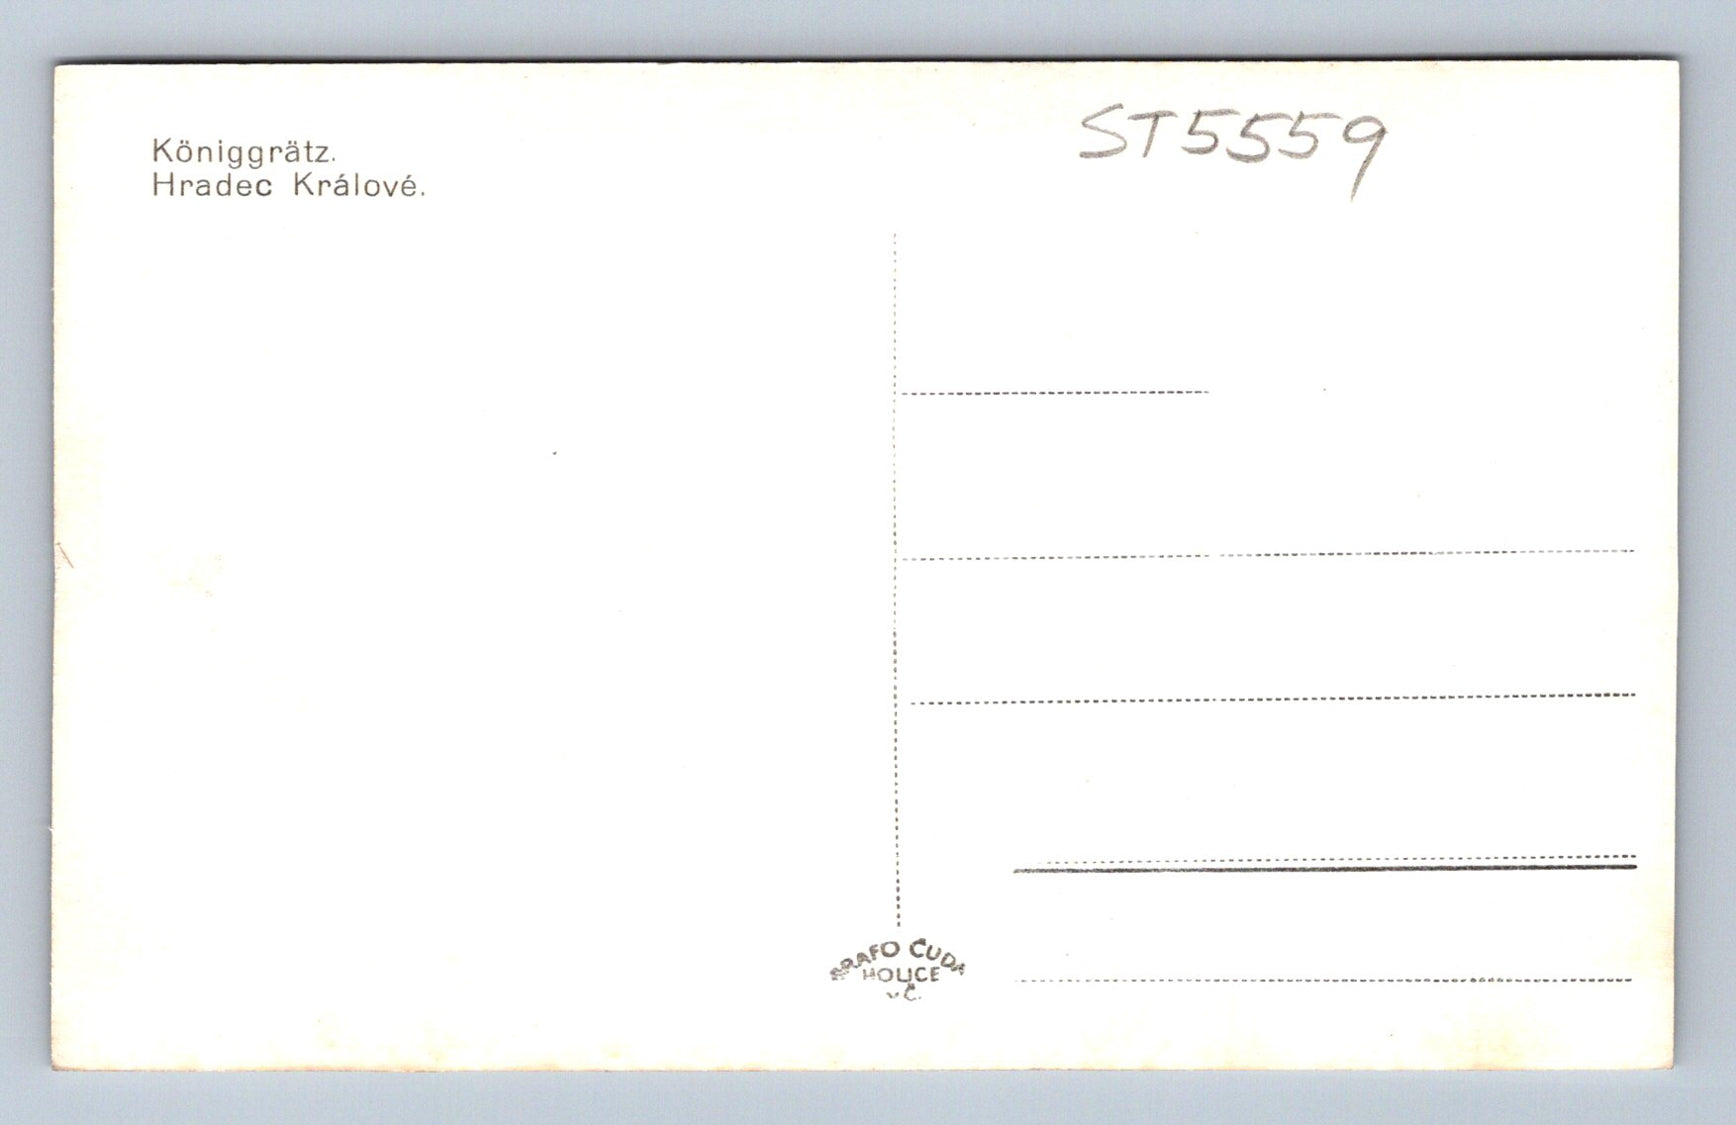 Königgrätz.
Hradec Králové.
ST5559
GRAFO ČUDA
HOLICE
v Č.